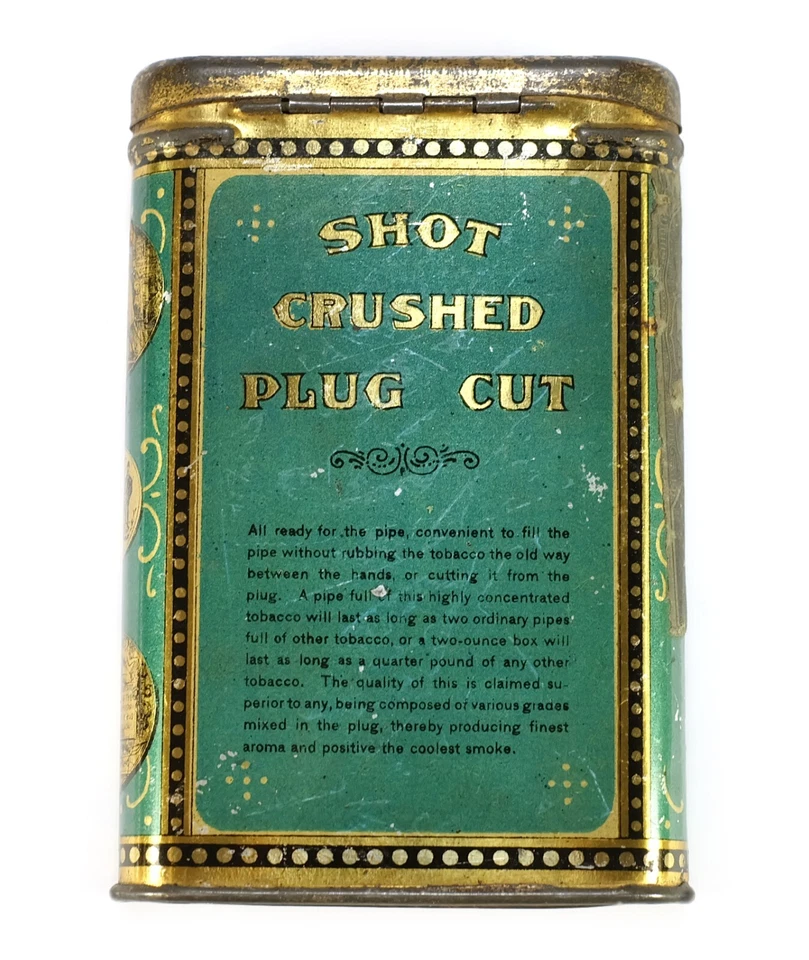 SHOT
CRUSHED
PLUG CUT
All ready for the pipe, convenient to fill the
pipe without rubbing the tobacco the old way
between the hands, or cutting it from the
plug. A pipe full of this highly concentrated
tobacco will last as long as two ordinary pipes
full of other tobacco, or a two-ounce box will
last as long as a quarter pound of any other
tobacco. The quality of this is claimed su-
perior to any, being composed of various grades
mixed in the plug, thereby producing finest
aroma and positive the coolest smoke.